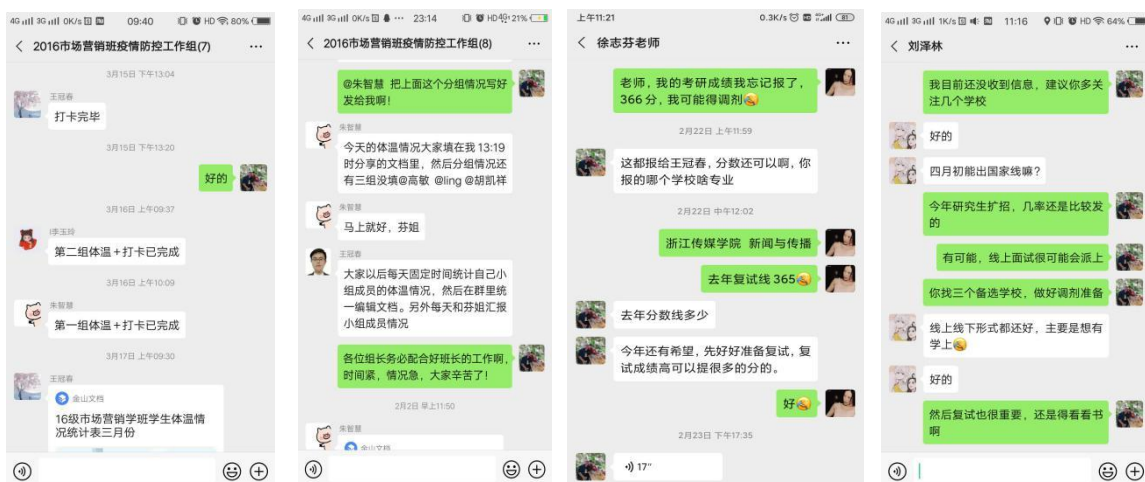 4G 3G 0K/s 09:40 HD 80%
2016市场营销班疫情防控工作组(7)
3月15日 下午13:04
王冠春
打卡完毕
3月15日 下午13:20
好的
3月16日 上午09:37
李玉玲
第二组体温+打卡已完成
3月16日 上午10:09
朱智慧
第一组体温+打卡已完成
3月17日 上午09:30
王冠春
金山文档
16级市场营销学班学生体温情
况统计表三月份
4G 3G 0K/s 23:14 HD 4G 21%
2016市场营销班疫情防控工作组(8)
@朱智慧 把上面这个分组情况写好
发给我啊!
朱智慧
今天的体温情况大家填在我 13:19
时分享的文档里，然后分组情况还
有三组没填@高敏 @ling @胡凯祥
朱智慧
马上就好，芬姐
王冠春
大家以后每天固定时间统计自己小
组成员的体温情况，然后在群里统
一编辑文档。另外每天和芬姐汇报
小组成员情况
各位组长务必配合好班长的工作啊，
时间紧，情况急，大家辛苦了!
2月2日 早上11:50
朱智慧
金山文档
上午11:21 0.3K/s
徐志芬老师
老师，我的考研成绩我忘记报了，
366分，我可能得调剂
2月22日 上午11:59
这都报给王冠春，分数还可以啊，你
报的哪个学校啥专业
2月22日 中午12:02
浙江传媒学院 新闻与传播
去年复试线 365
去年分数线多少
今年还有希望，先好好准备复试，复
试成绩高可以提很多的分的。
好
2月23日 下午17:35
17″
4G 3G 1K/s 11:16 HD 64%
刘泽林
我目前还没收到信息，建议你多关
注几个学校
好的
四月初能出国家线嘛?
今年研究生扩招，几率还是比较发
的
有可能，线上面试很可能会派上
你找三个备选学校，做好调剂准备
线上线下形式都还好，主要是想有
学上
好的
然后复试也很重要，还是得看看书
啊